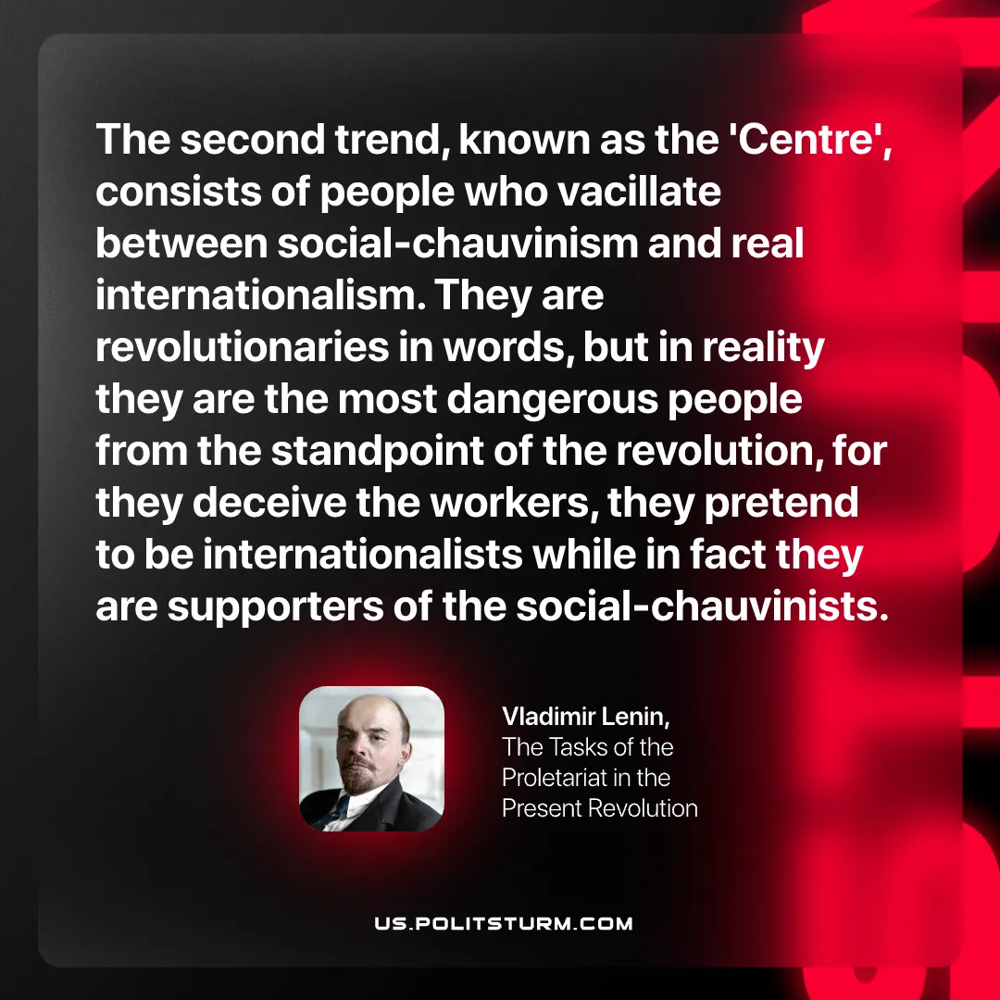 The second trend, known as the 'Centre',
consists of people who vacillate
between social-chauvinism and real
internationalism. They are
revolutionaries in words, but in reality
they are the most dangerous people
from the standpoint of the revolution, for
they deceive the workers, they pretend
to be internationalists while in fact they
are supporters of the social-chauvinists.
Vladimir Lenin,
The Tasks of the
Proletariat in the
Present Revolution
US.POLITSTURM.COM